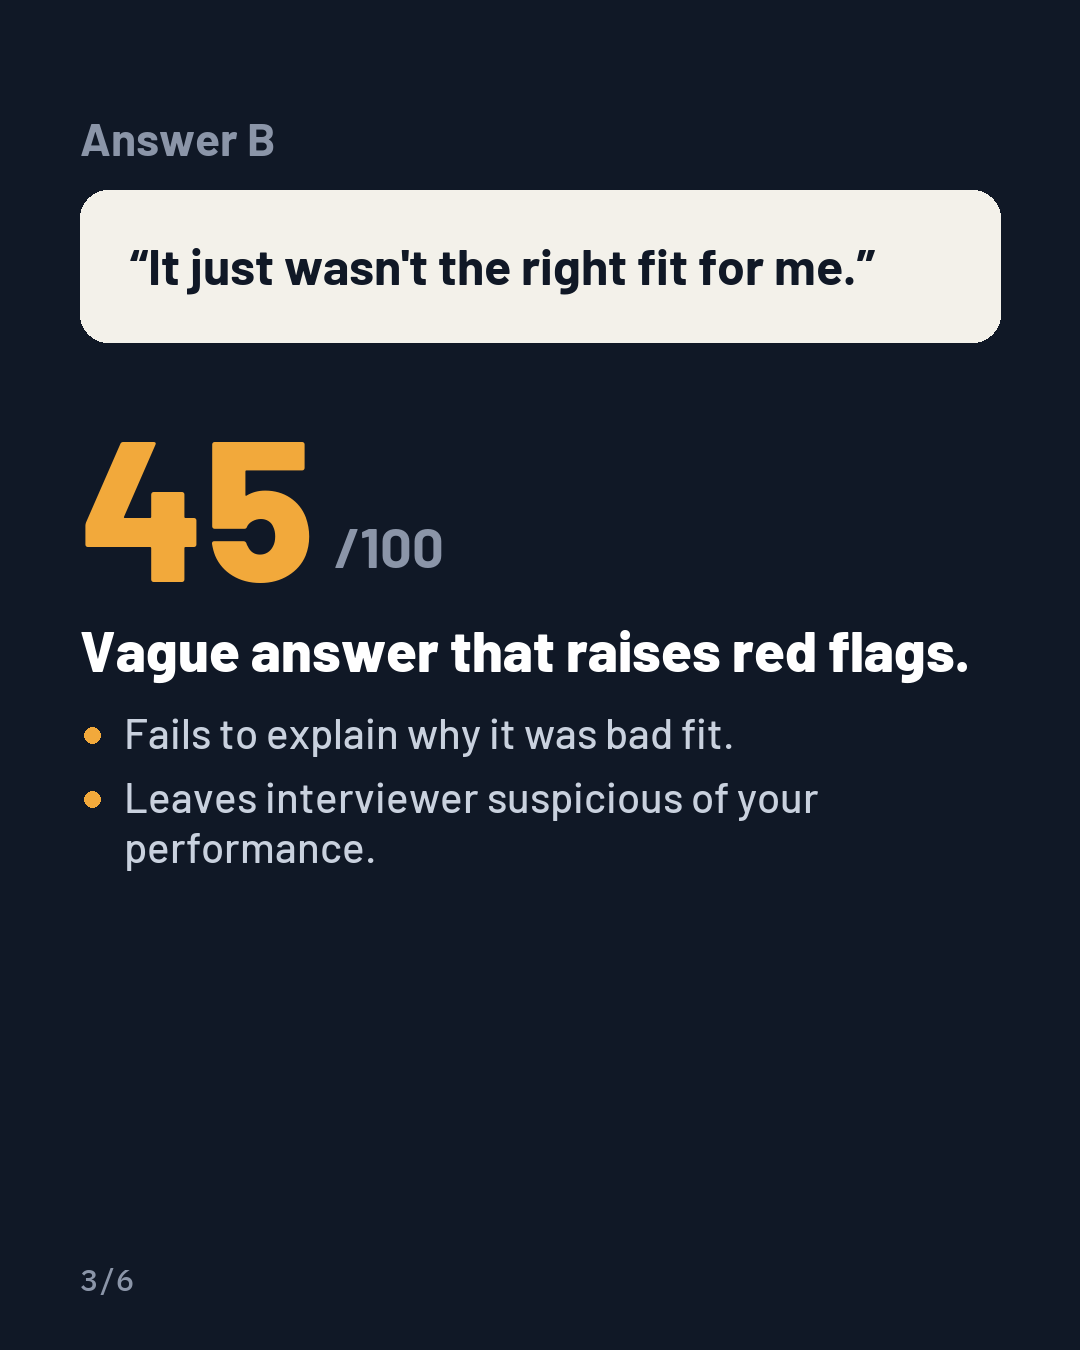 Answer B
“It just wasn't the right fit for me.”
45 /100
Vague answer that raises red flags.
Fails to explain why it was bad fit.
Leaves interviewer suspicious of your
performance.
3/6